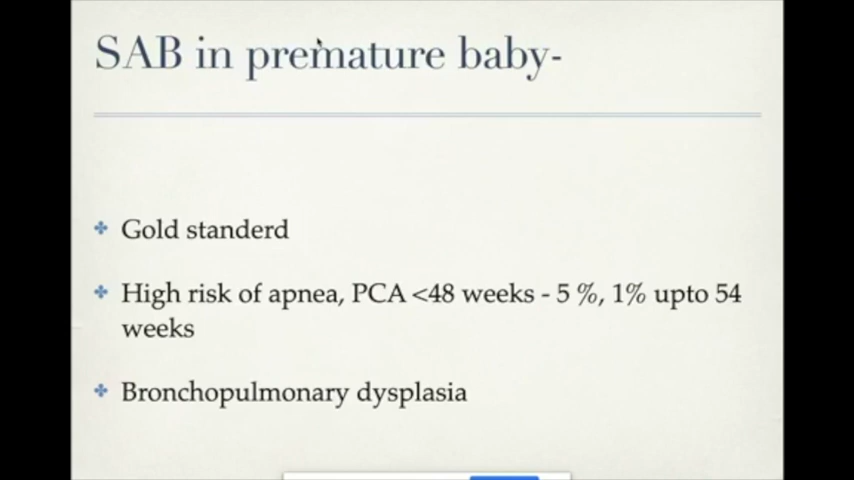 SAB in premature baby-
Gold standerd
High risk of apnea, PCA <48 weeks - 5 %, 1% upto 54
weeks
Bronchopulmonary dysplasia